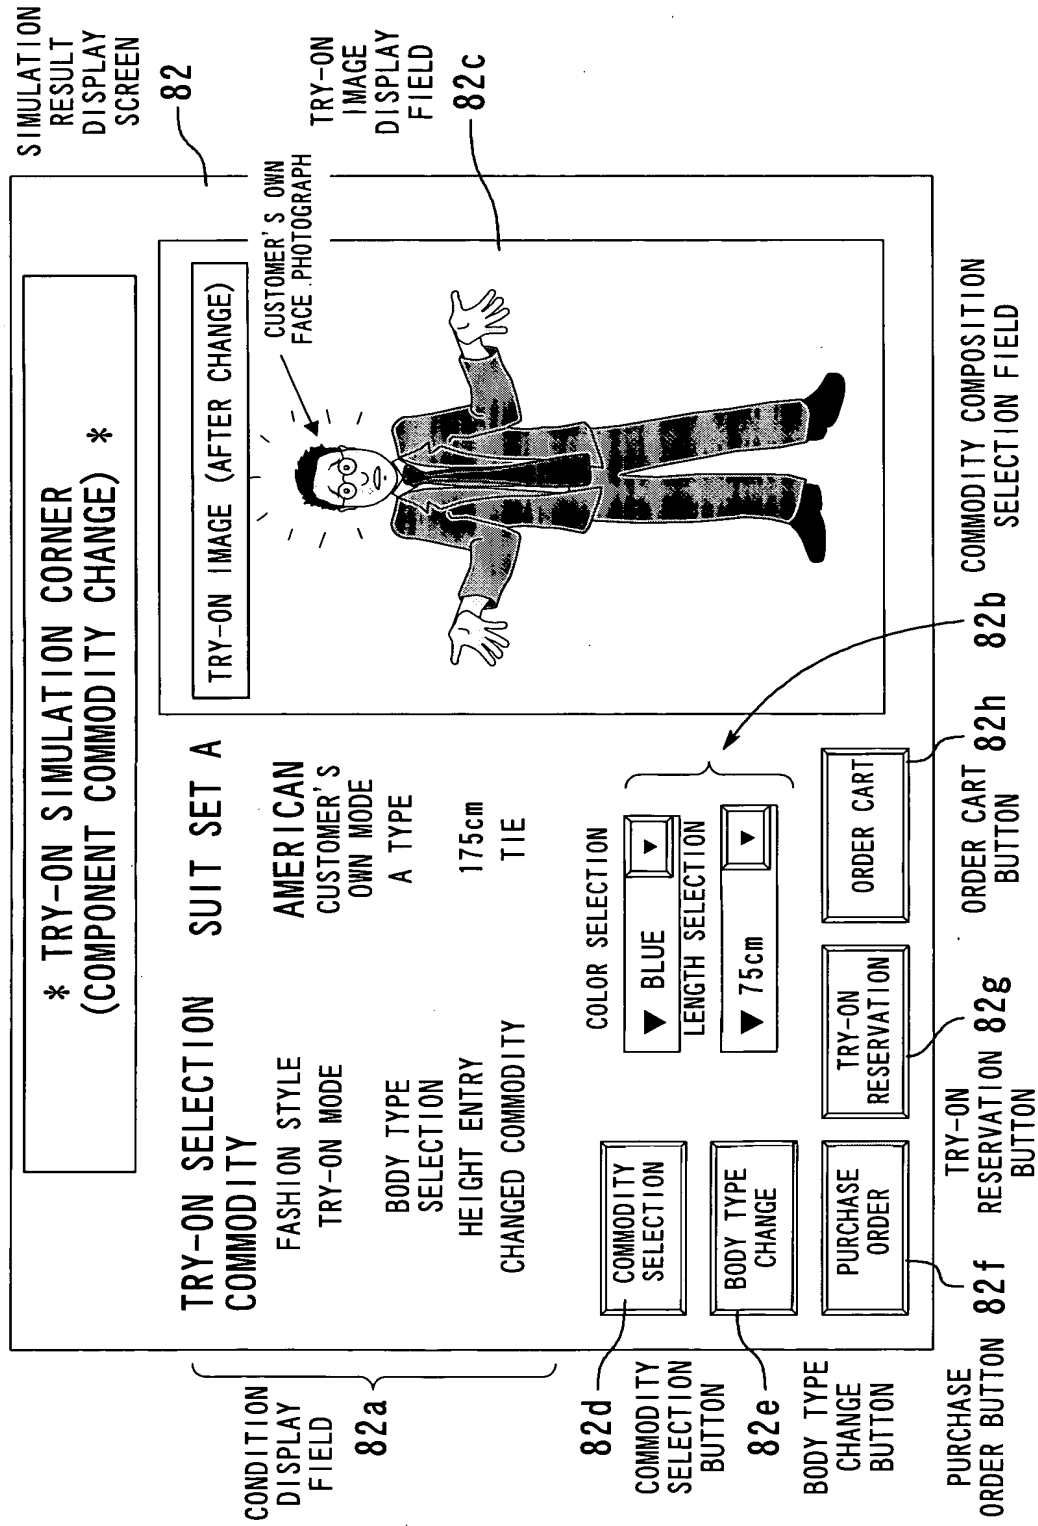 SIMULATION
RESULT
DISPLAY
SCREEN
82
* TRY-ON SIMULATION CORNER
(COMPONENT COMMODITY CHANGE) *
TRY-ON SELECTION
COMMODITY
SUIT SET A
FASHION STYLE
AMERICAN
TRY-ON MODE
CUSTOMER'S
OWN MODE
BODY TYPE
SELECTION
A TYPE
HEIGHT ENTRY
175cm
CHANGED COMMODITY
TIE
TRY-ON IMAGE (AFTER CHANGE)
CUSTOMER'S OWN
FACE PHOTOGRAPH
TRY-ON
IMAGE
DISPLAY
FIELD
82c
CONDITION
DISPLAY
FIELD
82a
COLOR SELECTION
▼ BLUE ▼
LENGTH SELECTION
▼ 75cm ▼
COMMODITY
SELECTION
BODY TYPE
CHANGE
PURCHASE
ORDER
TRY-ON
RESERVATION
ORDER CART
82d
COMMODITY
SELECTION
BUTTON
82e
BODY TYPE
CHANGE
BUTTON
PURCHASE
ORDER BUTTON
82f
TRY-ON
RESERVATION
BUTTON
82g
ORDER CART
BUTTON
82h
82b
COMMODITY COMPOSITION
SELECTION FIELD